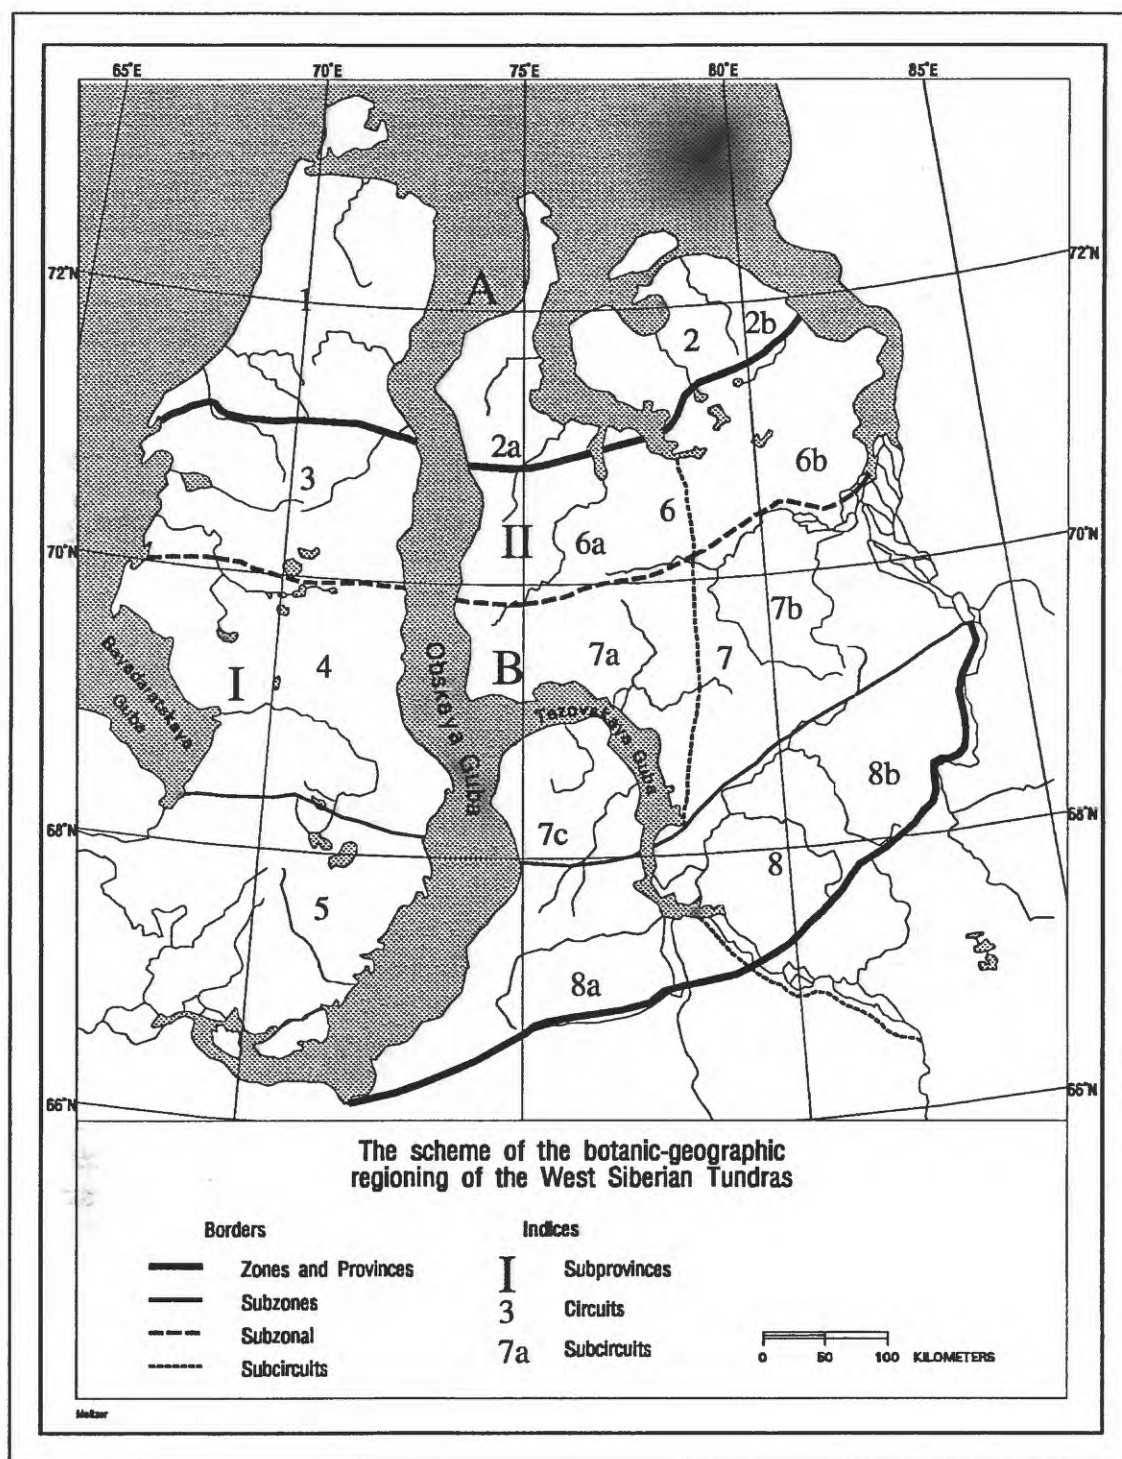 65°E 70°E 75°E 80°E 85°E
72°N 72°N
A
1
2 2b
2a
3
6b
6
II 6a
70°N 70°N
7b
B 7a 7
I 4
Bayadaratskaya
Guba
Obskaya Guba
Tazovskaya Guba
8b
7c
68°N 68°N
8
5
8a
66°N 66°N
The scheme of the botanic-geographic
regioning of the West Siberian Tundras
Borders Indices
Zones and Provinces I Subprovinces
Subzones 3 Circuits
Subzonal 7a Subcircuits
Subcircuits
0 50 100 KILOMETERS
Meltzer